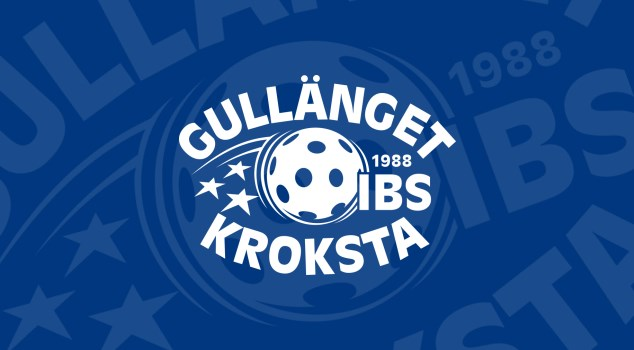 GULLÄNGET
1988
IBS
KROKSTA